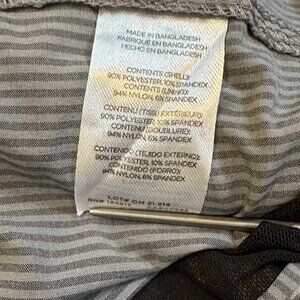 MADE IN BANGLADESH
FABRIQUÉ EN BANGLADESH
HECHO EN BANGLADESH
CONTENTS (SHELL):
90% POLYESTER, 10% SPANDEX
CONTENTS (LINING):
94% NYLON, 6% SPANDEX
CONTENU (TISSU EXTÉRIEUR):
90% POLYESTER, 10% SPANDEX
CONTENU (DOUBLURE):
94% NYLON, 6% SPANDEX
CONTENIDO (TEJIDO EXTERNO):
90% POLYESTER, 10% SPANDEX
CONTENIDO (FORRO):
94% NYLON, 6% SPANDEX